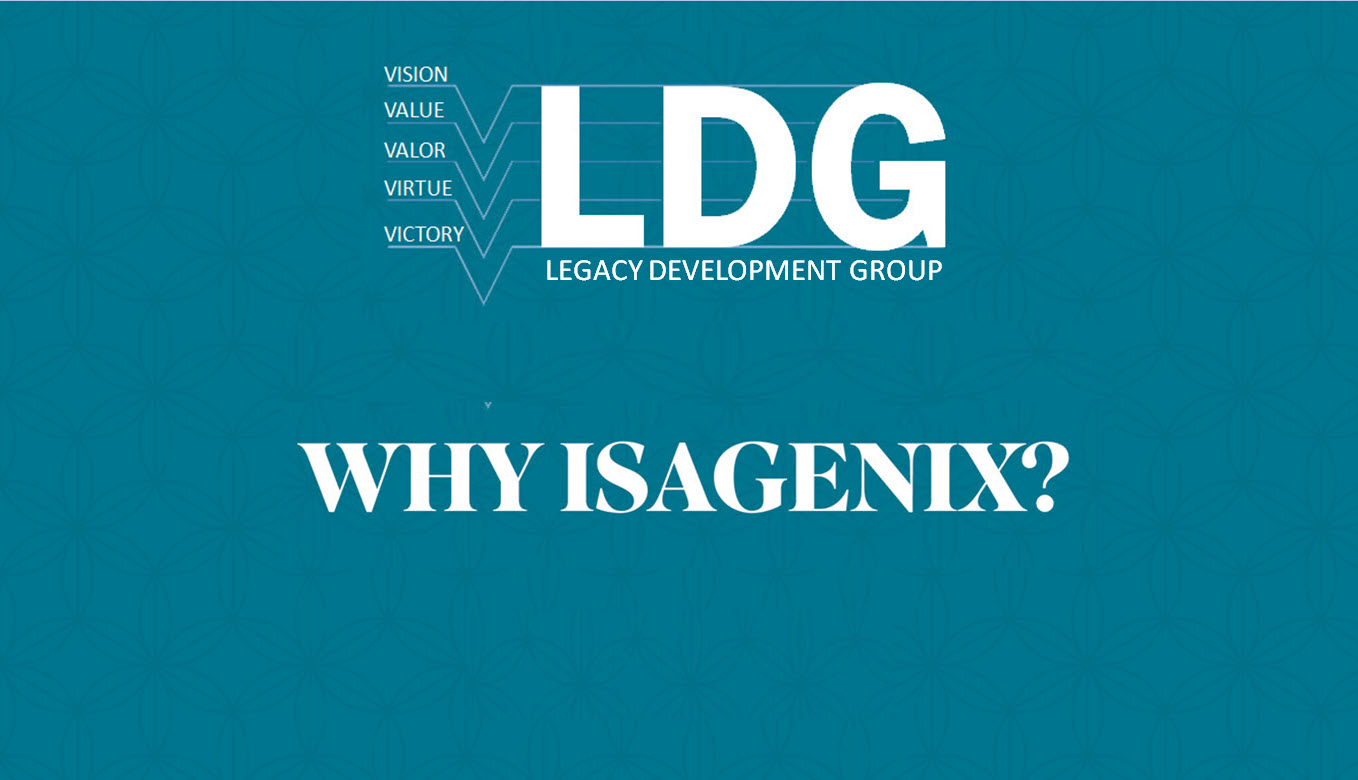 VISION
VALUE
VALOR
VIRTUE
VICTORY
LDG
LEGACY DEVELOPMENT GROUP
WHY ISAGENIX?